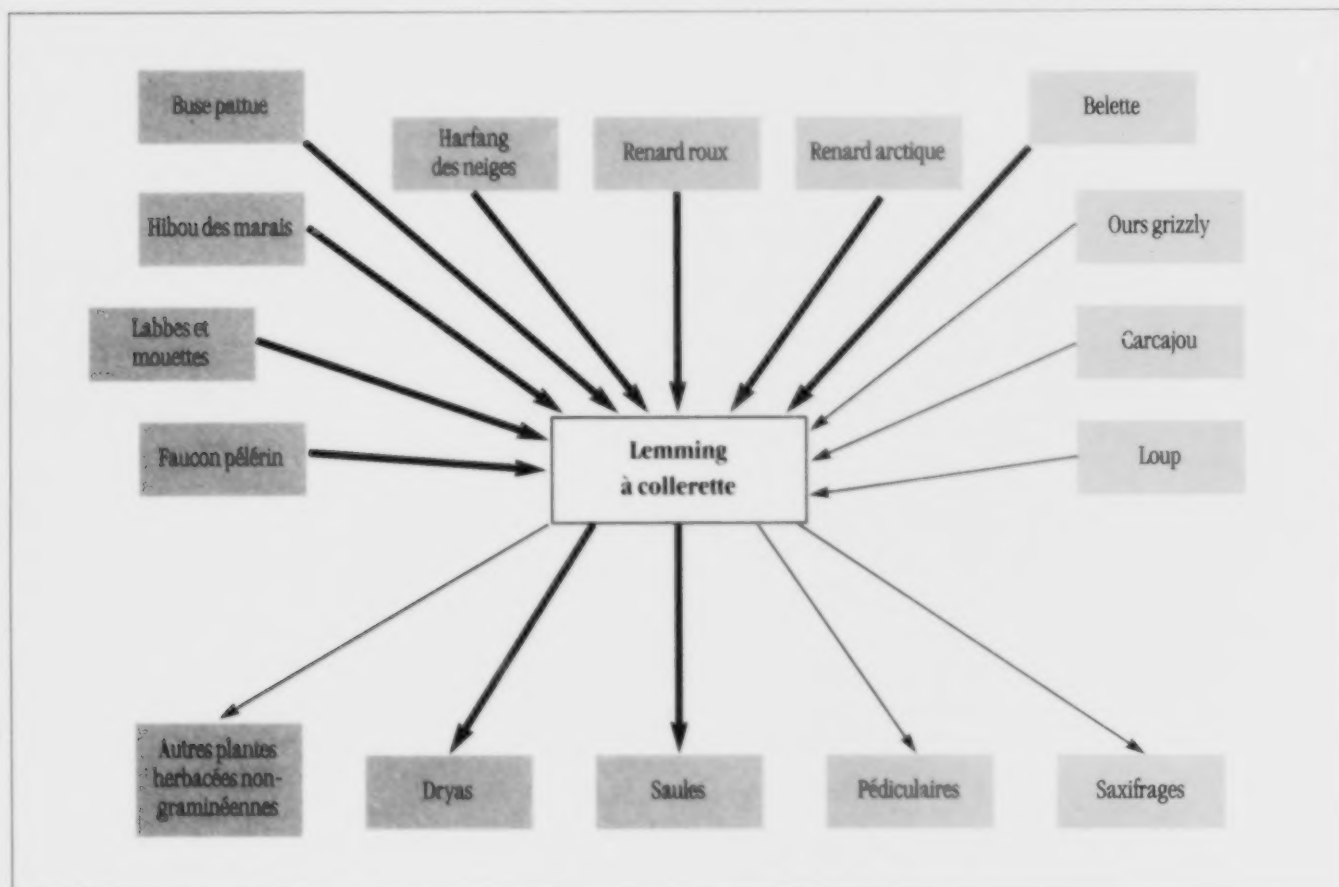 Buse pattue
Belette
Harfang
des neiges
Renard roux
Renard arctique
Hibou des marais
Ours grizzly
Labbes et
mouettes
Carcajou
Faucon pélérin
Lemming
à collerette
Loup
Autres plantes
herbacées non-
graminéennes
Dryas
Saules
Pédiculaires
Saxifrages